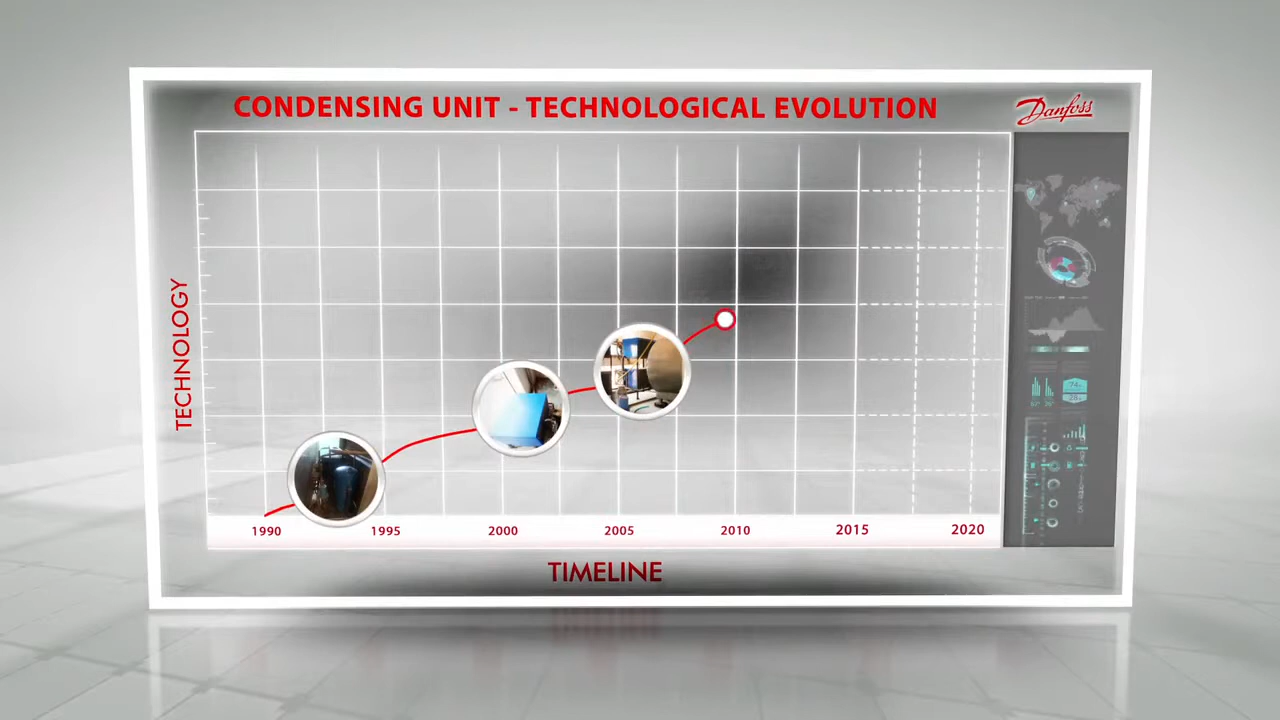 CONDENSING UNIT - TECHNOLOGICAL EVOLUTION
Danfoss
TECHNOLOGY
1990 1995 2000 2005 2010 2015 2020
TIMELINE